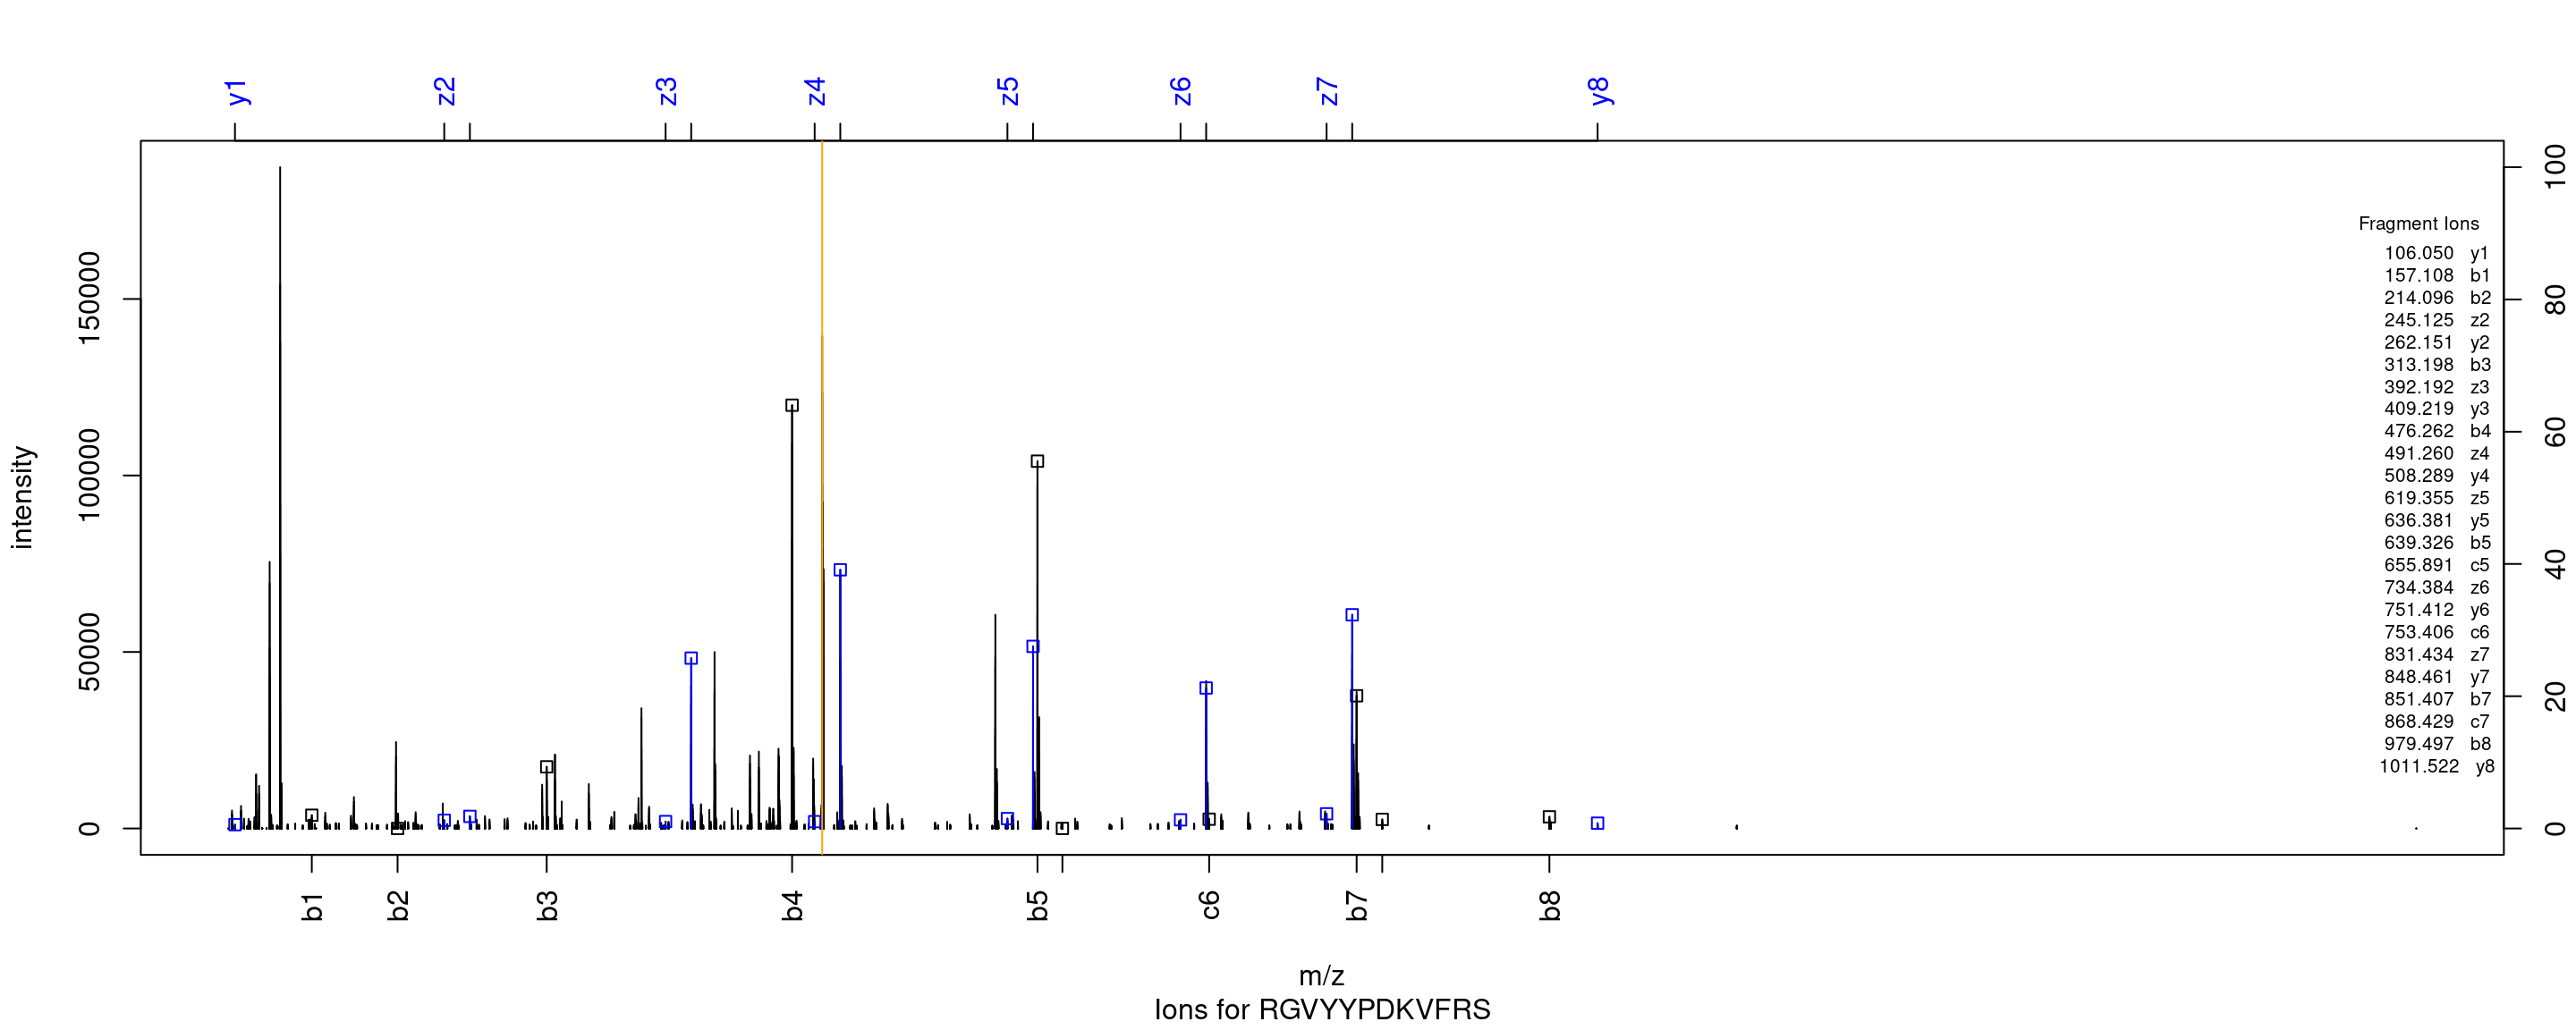 y1 z2 z3 z4 z5 z6 z7 y8
100
80
60
40
20
0
intensity
150000
100000
50000
0
Fragment Ions
106.050 y1
157.108 b1
214.096 b2
245.125 z2
262.151 y2
313.198 b3
392.192 z3
409.219 y3
476.262 b4
491.260 z4
508.289 y4
619.355 z5
636.381 y5
639.326 b5
655.891 c5
734.384 z6
751.412 y6
753.406 c6
831.434 z7
848.461 y7
851.407 b7
868.429 c7
979.497 b8
1011.522 y8
b1 b2 b3 b4 b5 c6 b7 b8
m/z
Ions for RGVYYPDKVFRS